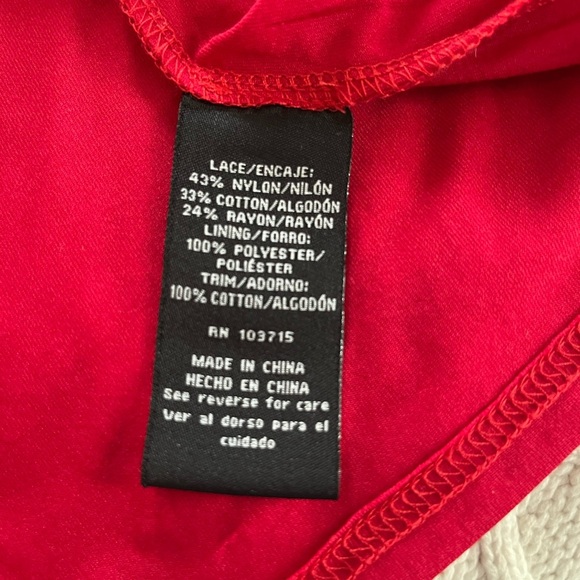 LACE/ENCAJE:
43% NYLON/NILÓN
33% COTTON/ALGODÓN
24% RAYON/RAYÓN
LINING/FORRO:
100% POLYESTER/
POLIÉSTER
TRIM/ADORNO:
100% COTTON/ALGODÓN
RN 103715
MADE IN CHINA
HECHO EN CHINA
See reverse for care
Ver al dorso para el
cuidado